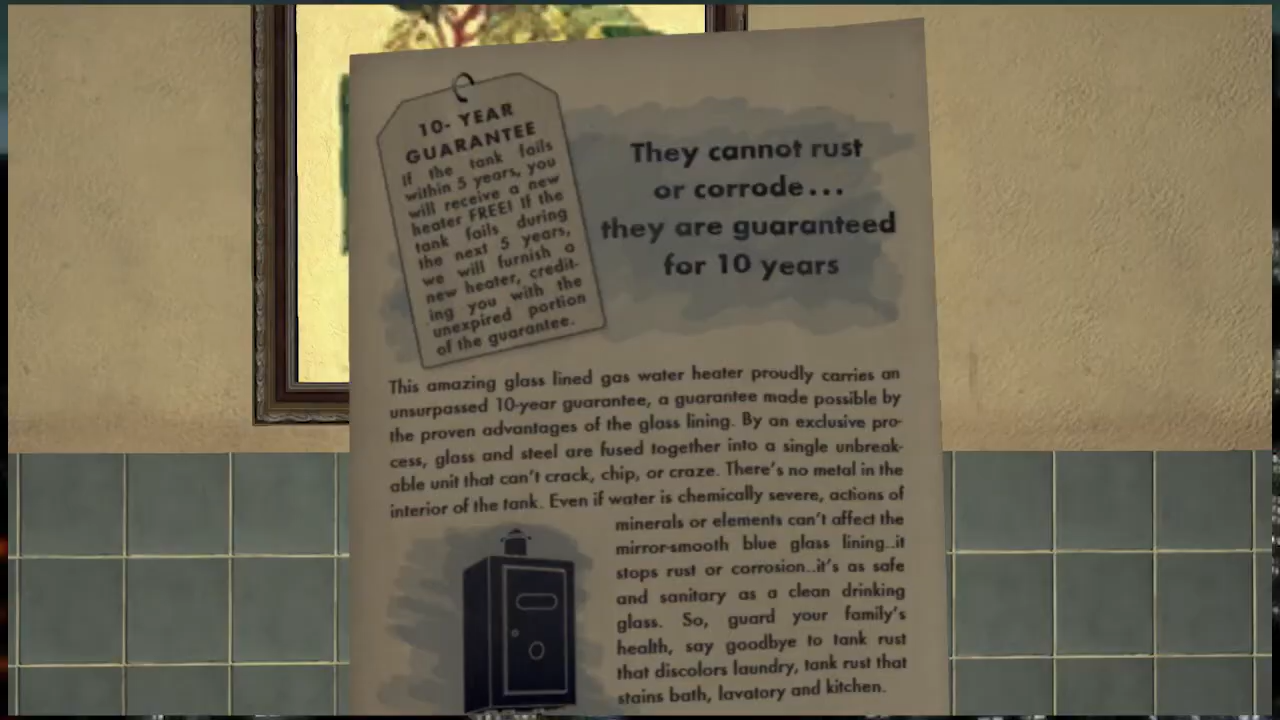 10- YEAR
GUARANTEE
If the tank fails
within 5 years, you
will receive a new
heater FREE! If the
tank fails during
the next 5 years,
we will furnish a
new heater, credit-
ing you with the
unexpired portion
of the guarantee.
They cannot rust
or corrode...
they are guaranteed
for 10 years
This amazing glass lined gas water heater proudly carries an
unsurpassed 10-year guarantee, a guarantee made possible by
the proven advantages of the glass lining. By an exclusive pro-
cess, glass and steel are fused together into a single unbreak-
able unit that can't crack, chip, or craze. There's no metal in the
interior of the tank. Even if water is chemically severe, actions of
minerals or elements can't affect the
mirror-smooth blue glass lining..it
stops rust or corrosion..it's as safe
and sanitary as a clean drinking
glass. So, guard your family's
health, say goodbye to tank rust
that discolors laundry, tank rust that
stains bath, lavatory and kitchen.